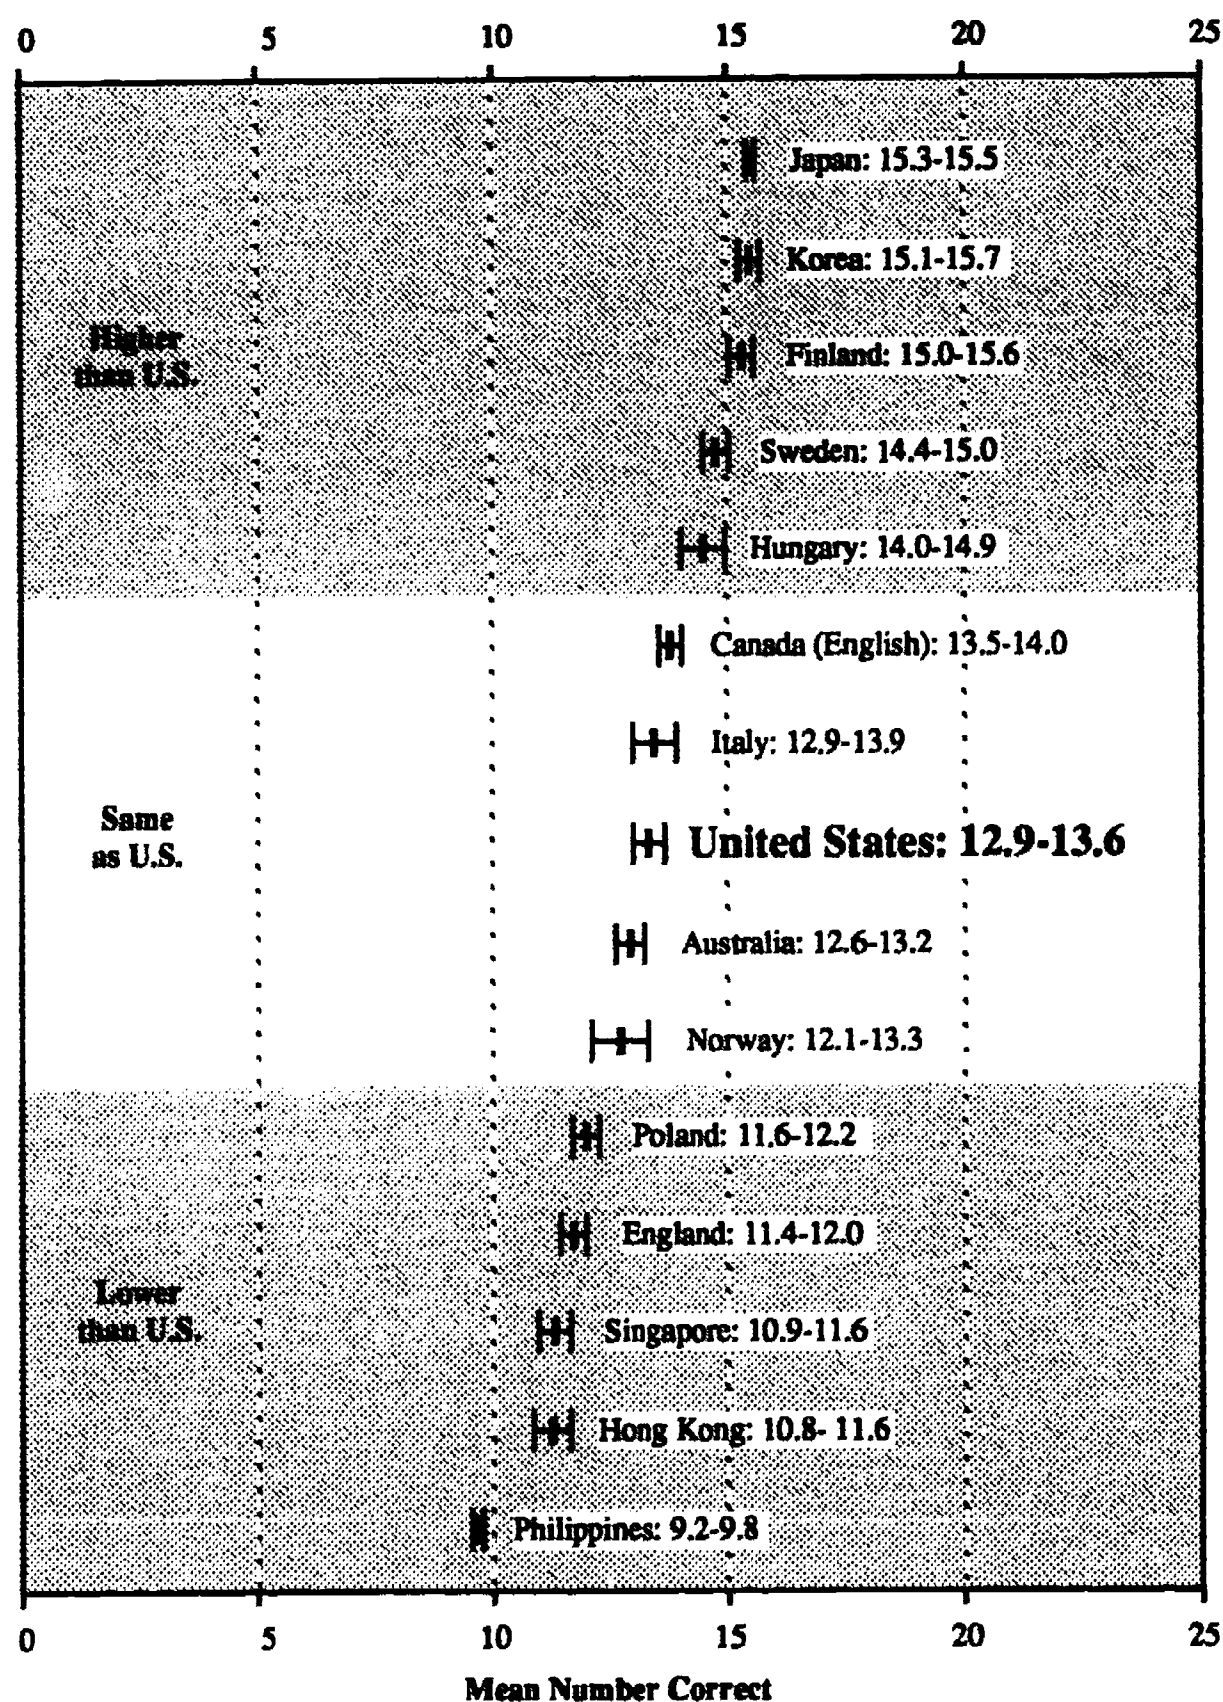 0 5 10 15 20 25
Japan: 15.3-15.5
Korea: 15.1-15.7
Higher
than U.S.
Finland: 15.0-15.6
Sweden: 14.4-15.0
Hungary: 14.0-14.9
Canada (English): 13.5-14.0
Italy: 12.9-13.9
Same
as U.S.
United States: 12.9-13.6
Australia: 12.6-13.2
Norway: 12.1-13.3
Poland: 11.6-12.2
England: 11.4-12.0
Lower
than U.S.
Singapore: 10.9-11.6
Hong Kong: 10.8- 11.6
Philippines: 9.2-9.8
0 5 10 15 20 25
Mean Number Correct